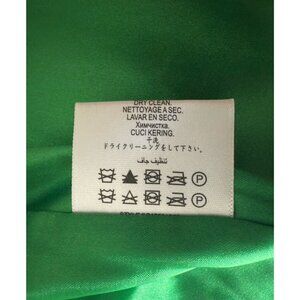 DRY CLEAN.
NETTOYAGE A SEC.
LAVAR EN SECO.
Химчистка.
CUCI KERING.
干洗
ドライクリーニングをして下さい。
تنظيف جاف
P
P